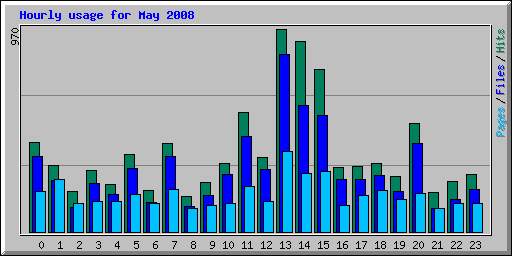 Hourly usage for May 2008
970
Pages/Files/Hits
0 1 2 3 4 5 6 7 8 9 10 11 12 13 14 15 16 17 18 19 20 21 22 23